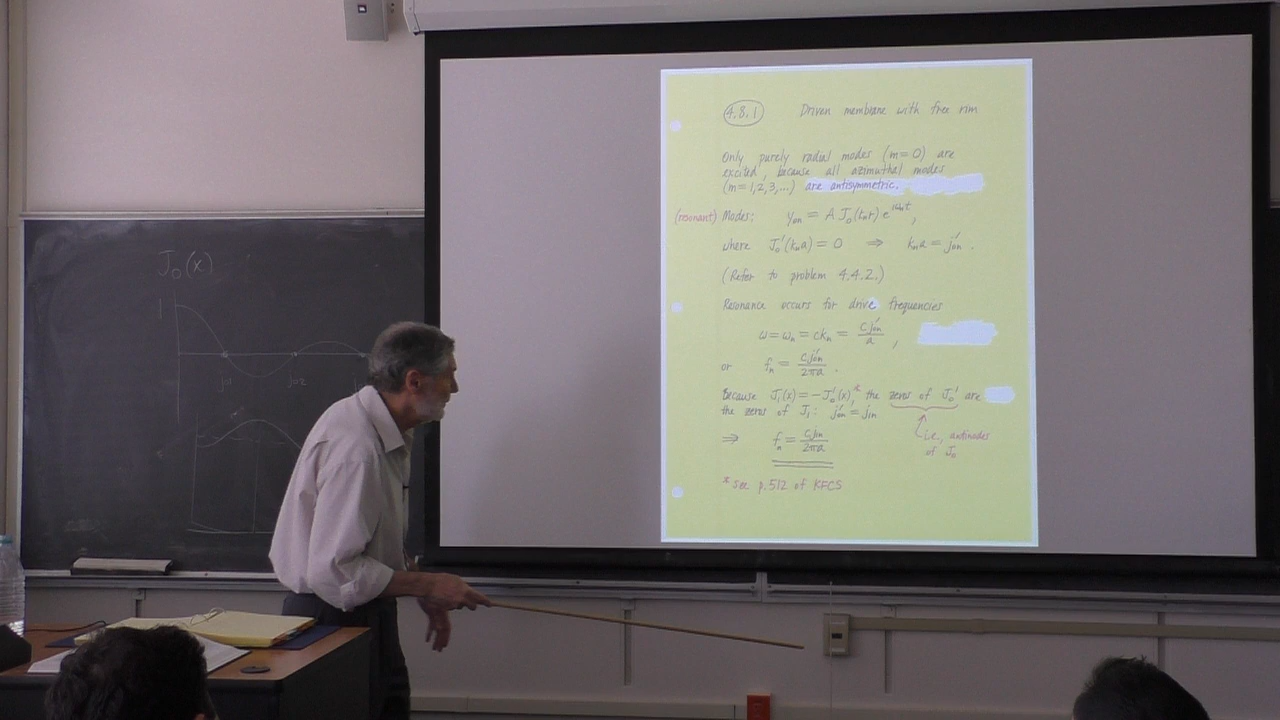 J₀(x)
1
j01
j02
4.8.1 Driven membrane with free rim
Only purely radial modes (m=0) are
excited, because all azimuthal modes
(m=1,2,3,...) are antisymmetric.
(resonant) Modes: y₀ₙ = A J₀(kₙr) e^{iωₙt},
where J₀'(kₙa) = 0 ⇒ kₙa = j'₀ₙ.
(Refer to problem 4.4.2.)
Resonance occurs for drive frequencies
ω = ωₙ = ckₙ = c j'₀ₙ / a,
or fₙ = c j'₀ₙ / 2πa.
Because J₁(x) = -J₀'(x),* the zeros of J₀' are
the zeros of J₁: j'₀ₙ = j₁ₙ
i.e., antinodes
of J₀
⇒ fₙ = c j₁ₙ / 2πa
* see p.512 of KFCS